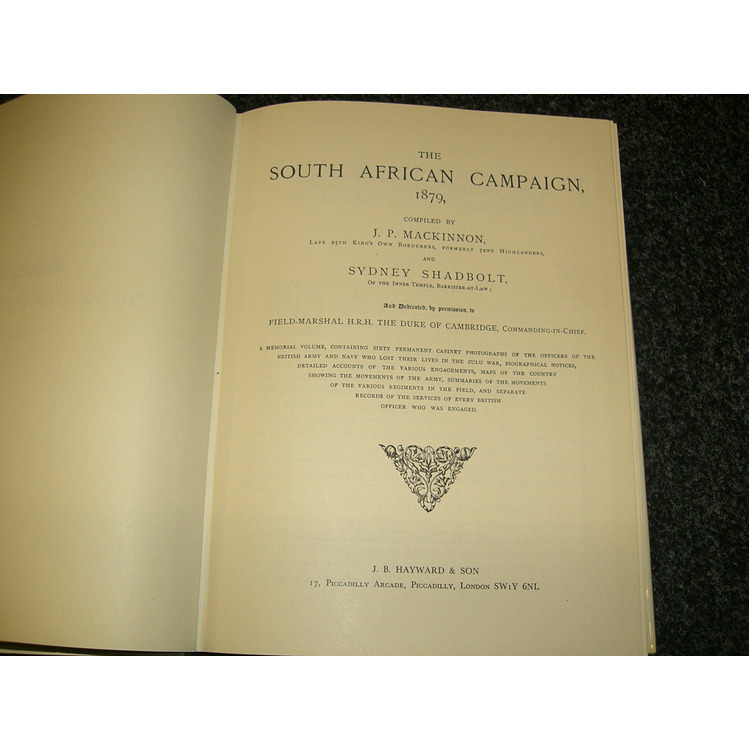 THE
SOUTH AFRICAN CAMPAIGN,
1879,
COMPILED BY
J. P. MACKINNON,
LATE 25TH KING'S OWN BORDERERS, FORMERLY 72ND HIGHLANDERS,
AND
SYDNEY SHADBOLT,
OF THE INNER TEMPLE, BARRISTER-AT-LAW;
And Dedicated, by permission, to
FIELD-MARSHAL H.R.H. THE DUKE OF CAMBRIDGE, COMMANDING-IN-CHIEF.
A MEMORIAL VOLUME, CONTAINING SIXTY PERMANENT CABINET PHOTOGRAPHS OF THE OFFICERS OF THE
BRITISH ARMY AND NAVY WHO LOST THEIR LIVES IN THE ZULU WAR, BIOGRAPHICAL NOTICES,
DETAILED ACCOUNTS OF THE VARIOUS ENGAGEMENTS, MAPS OF THE COUNTRY
SHOWING THE MOVEMENTS OF THE ARMY, SUMMARIES OF THE MOVEMENTS
OF THE VARIOUS REGIMENTS IN THE FIELD, AND SEPARATE
RECORDS OF THE SERVICES OF EVERY BRITISH
OFFICER WHO WAS ENGAGED.
J. B. HAYWARD & SON
17, PICCADILLY ARCADE, PICCADILLY, LONDON SW1Y 6NL